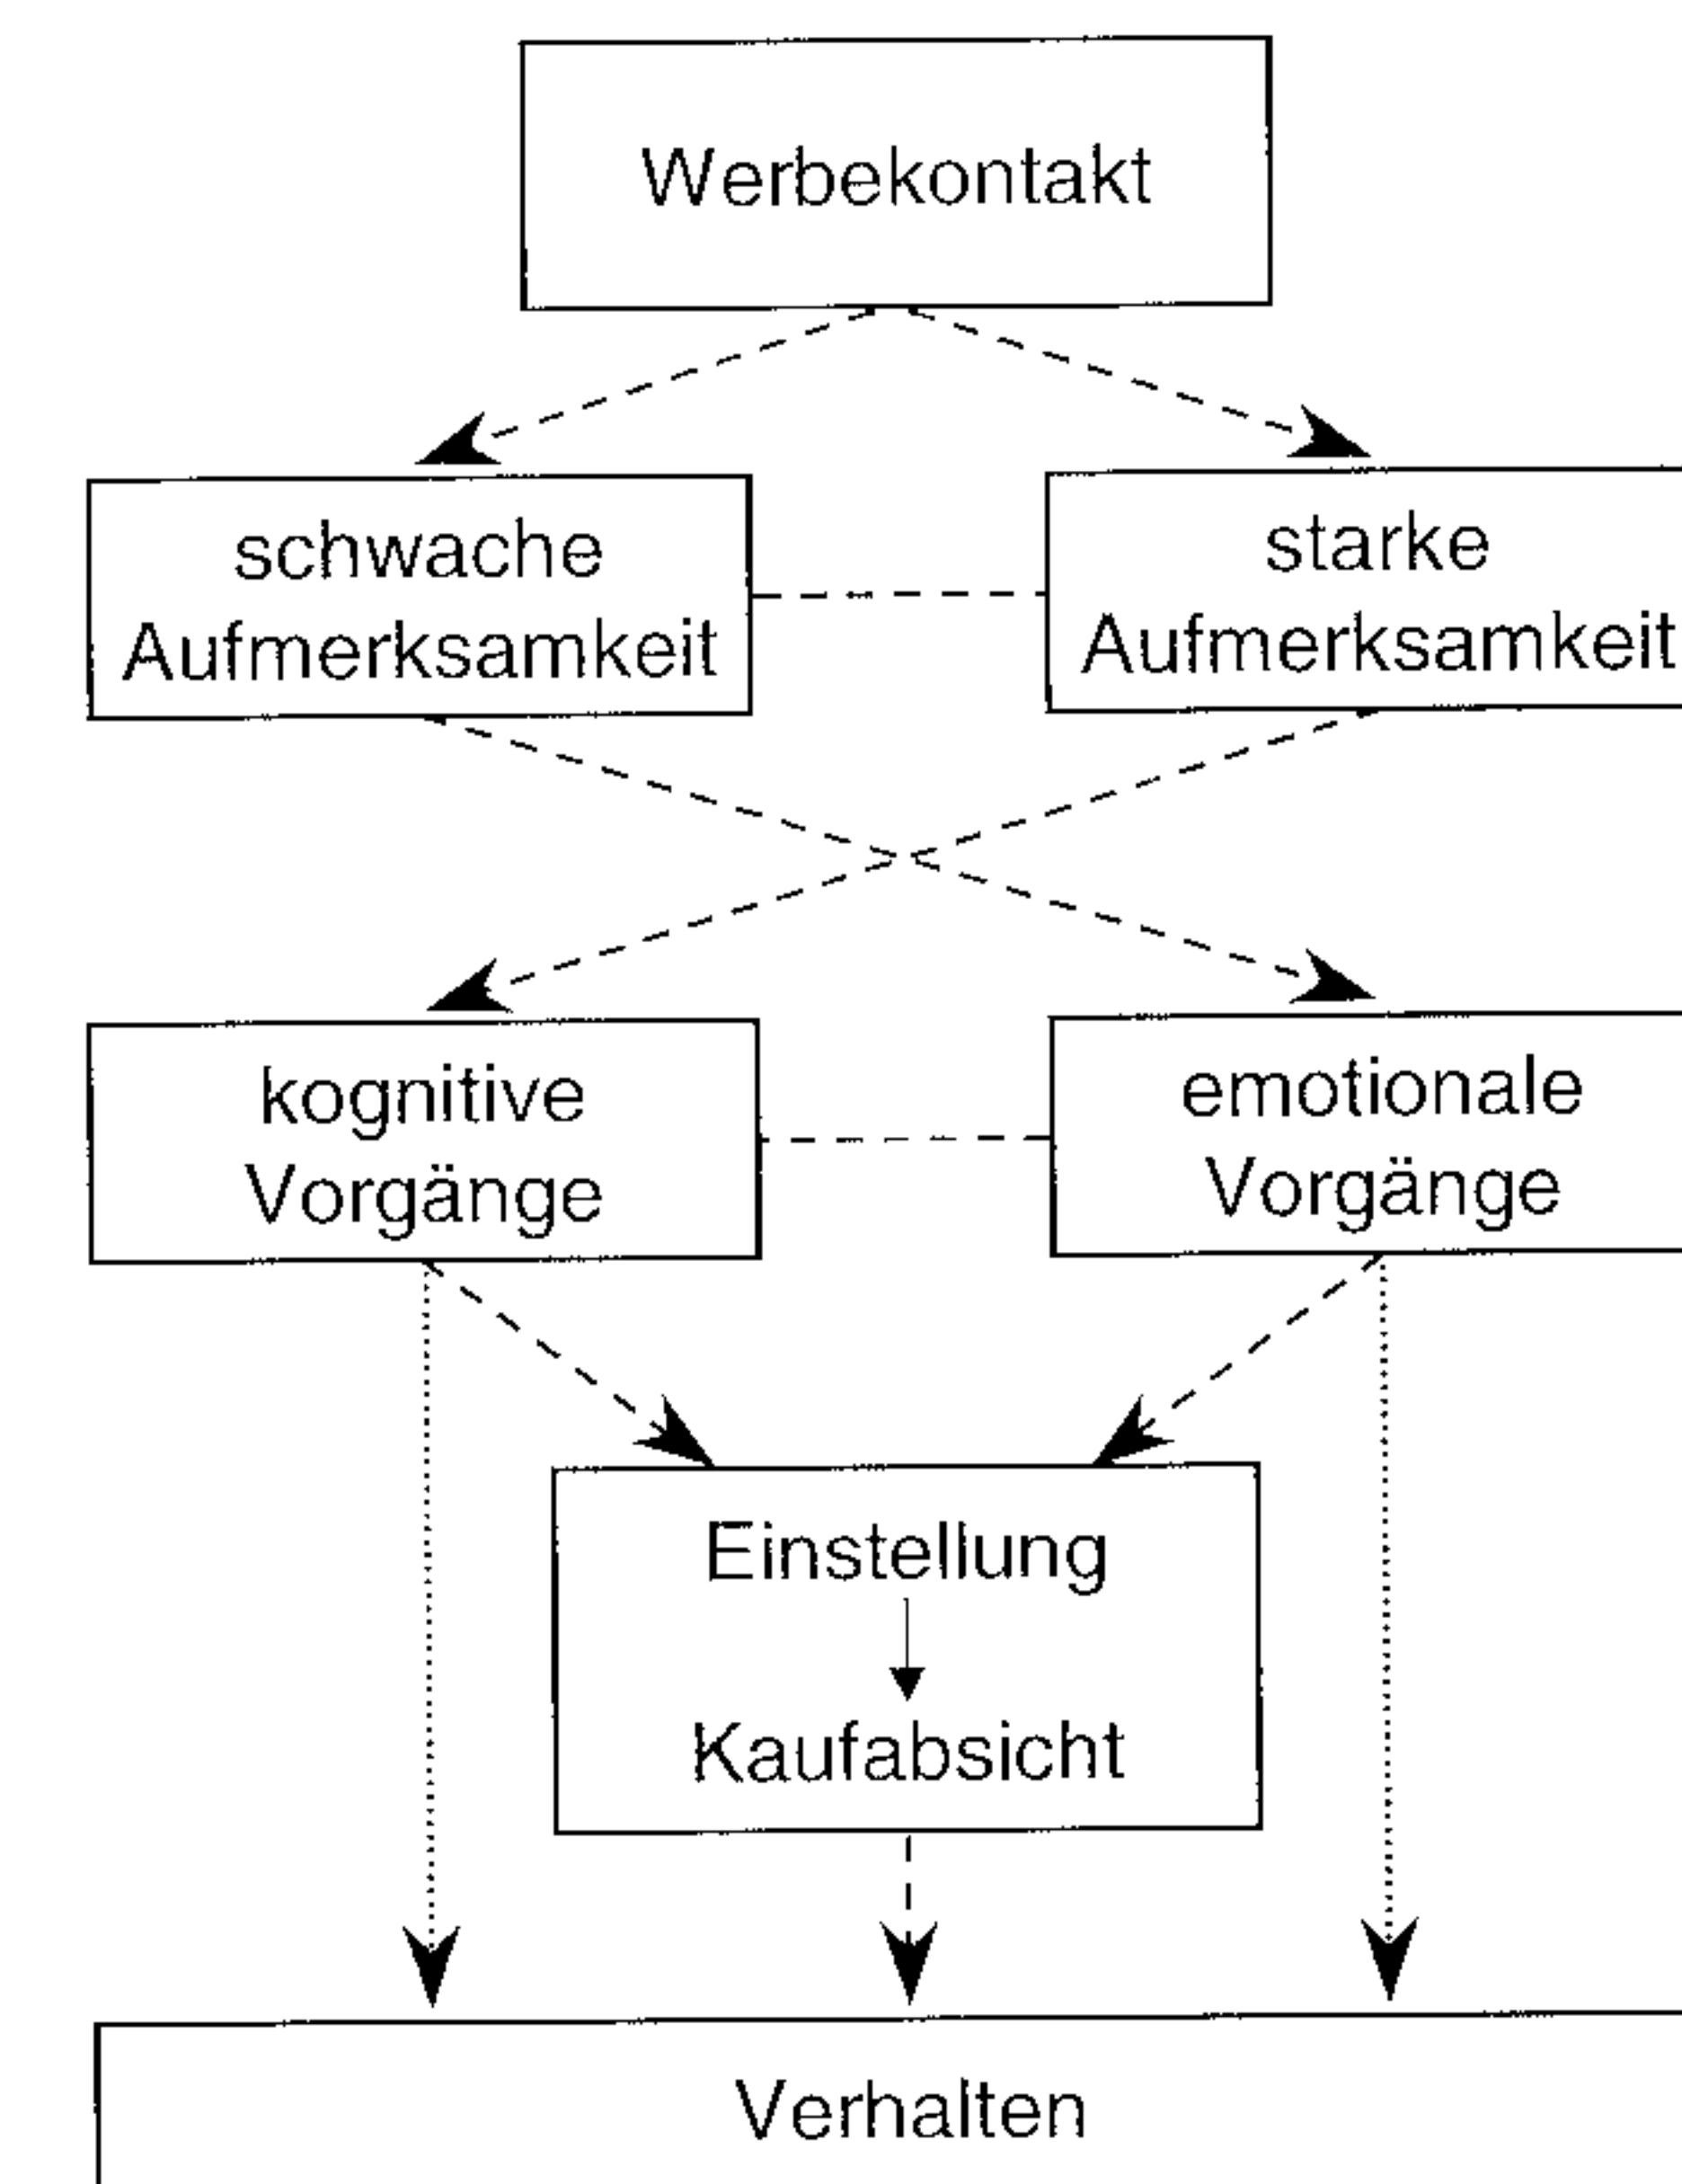 Werbekontakt
schwache
Aufmerksamkeit
starke
Aufmerksamkeit
kognitive
Vorgänge
emotionale
Vorgänge
Einstellung
Kaufabsicht
Verhalten